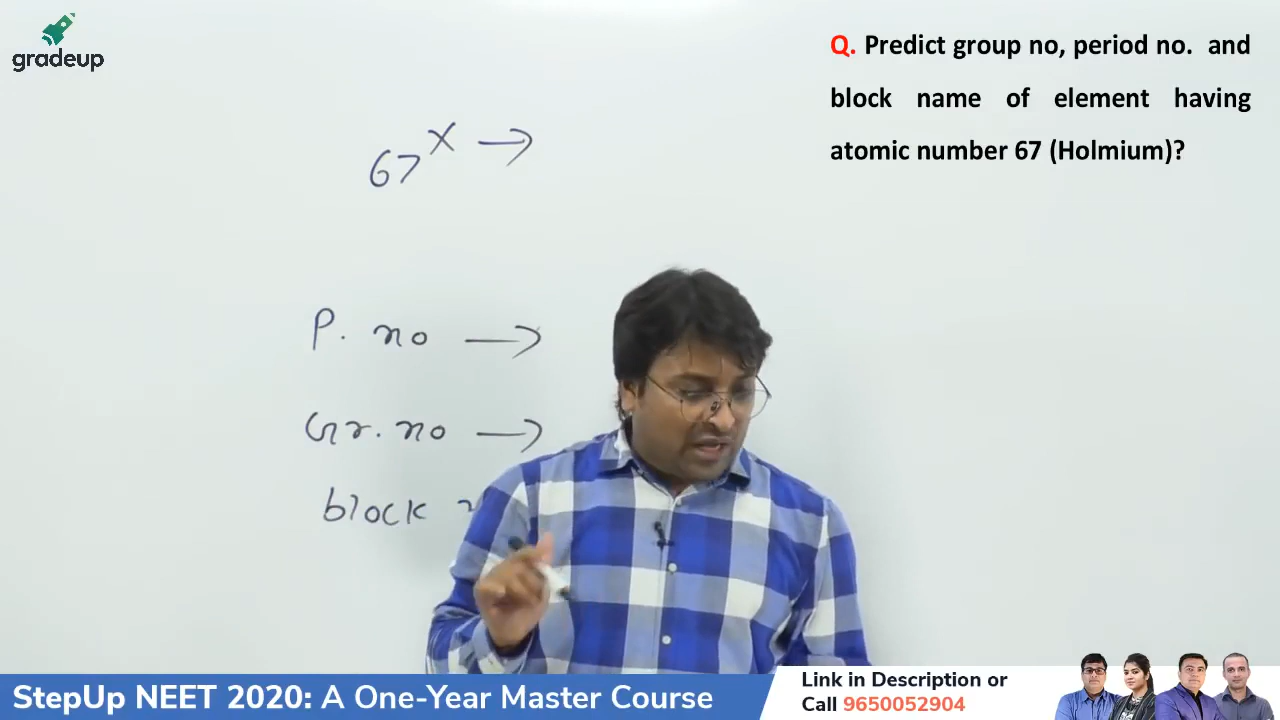 gradeup
Q. Predict group no, period no. and
block name of element having
atomic number 67 (Holmium)?
67 X →
P. no →
Gr. no →
block
StepUp NEET 2020: A One-Year Master Course
Link in Description or
Call 9650052904